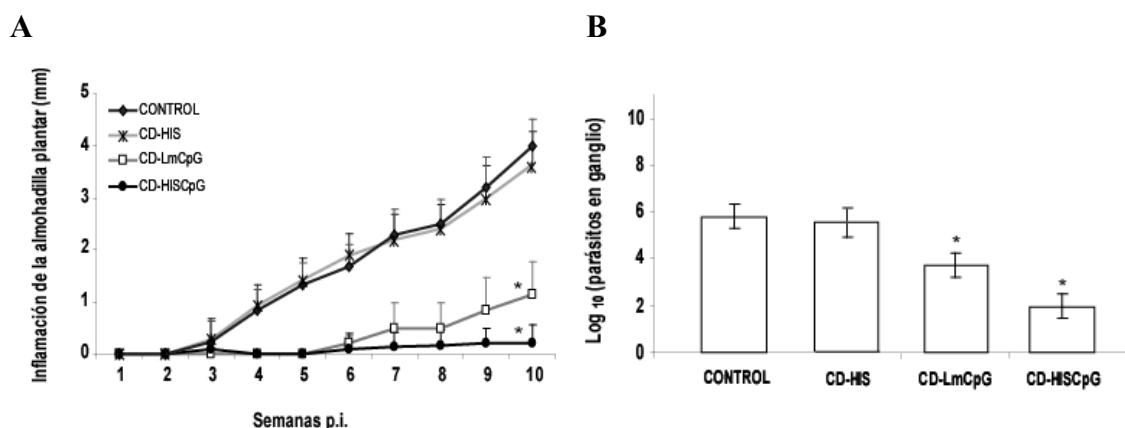 A
Inflamación de la almohadilla plantar (mm)
5
4
3
2
1
0
CONTROL
CD-HIS
CD-LmCpG
CD-HISCpG
*
*
1 2 3 4 5 6 7 8 9 10
Semanas p.i.
B
Log 10 (parásitos en ganglio)
10
8
6
4
2
0
*
*
CONTROL CD-HIS CD-LmCpG CD-HISCpG